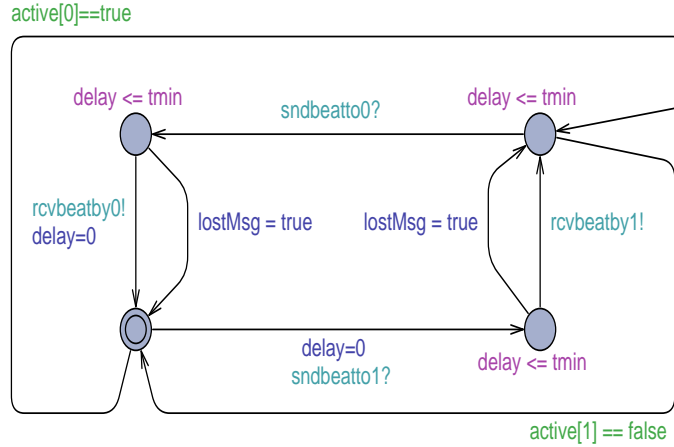 active[0]==true
delay <= tmin
delay <= tmin
sndbeatto0?
rcvbeatby0!
delay=0
lostMsg = true
lostMsg = true
rcvbeatby1!
delay=0
sndbeatto1?
delay <= tmin
active[1] == false